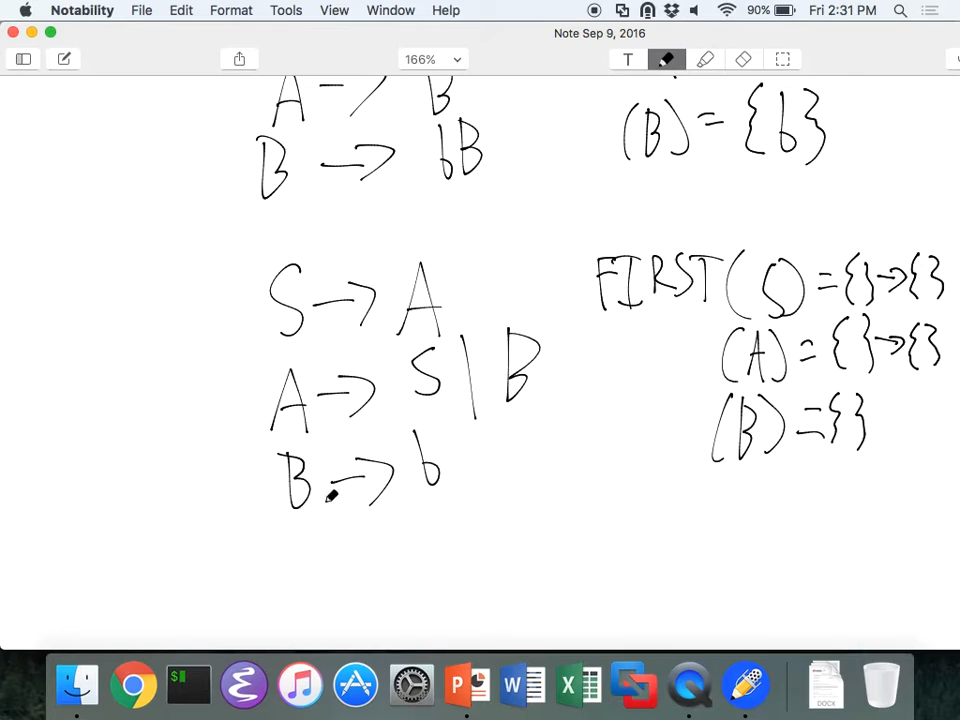 Notability File Edit Format Tools View Window Help 90% Fri 2:31 PM
Note Sep 9, 2016
166% T
A -> B
B -> bB
(B) = {b}
S -> A
A -> S | B
B -> b
FIRST(S) = {} -> {}
(A) = {} -> {}
(B) = {}
$
P W X
DOCX